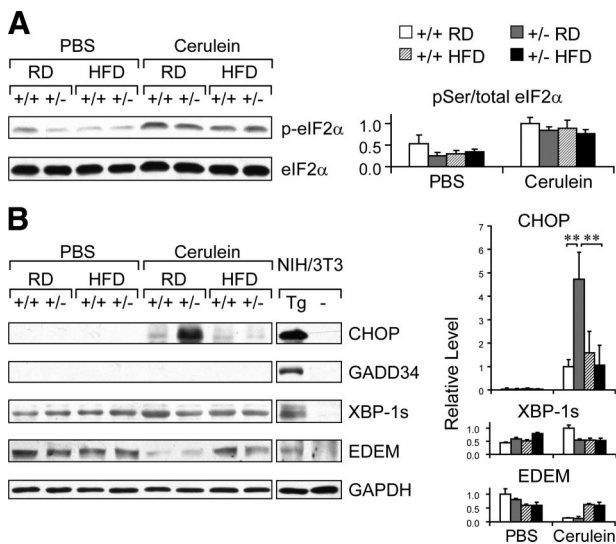 A
PBS Cerulein
RD HFD RD HFD
+/+ +/- +/+ +/- +/+ +/- +/+ +/-
p-eIF2α
eIF2α
+/+ RD +/- RD
+/+ HFD +/- HFD
pSer/total eIF2α
1.0
0.5
PBS Cerulein
B
PBS Cerulein NIH/3T3
RD HFD RD HFD
+/+ +/- +/+ +/- +/+ +/- +/+ +/- Tg -
CHOP
GADD34
XBP-1s
EDEM
GAPDH
CHOP
Relative Level
7
6
5
4
3
2
1
0
** **
XBP-1s
1.0
0.5
0.0
EDEM
1.0
0.5
0.0
PBS Cerulein